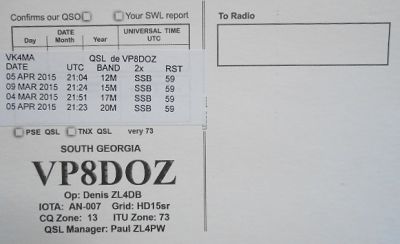 Confirms our QSO
Your SWL report
To Radio
DATE
UNIVERSAL TIME
Day Month Year UTC
VK4MA QSL de VP8DOZ
DATE UTC BAND 2x RST
05 APR 2015 21:04 12M SSB 59
09 MAR 2015 21:24 15M SSB 59
04 MAR 2015 21:51 17M SSB 59
05 APR 2015 21:23 20M SSB 59
PSE QSL TNX QSL very 73
SOUTH GEORGIA
VP8DOZ
Op: Denis ZL4DB
IOTA: AN-007 Grid: HD15sr
CQ Zone: 13 ITU Zone: 73
QSL Manager: Paul ZL4PW